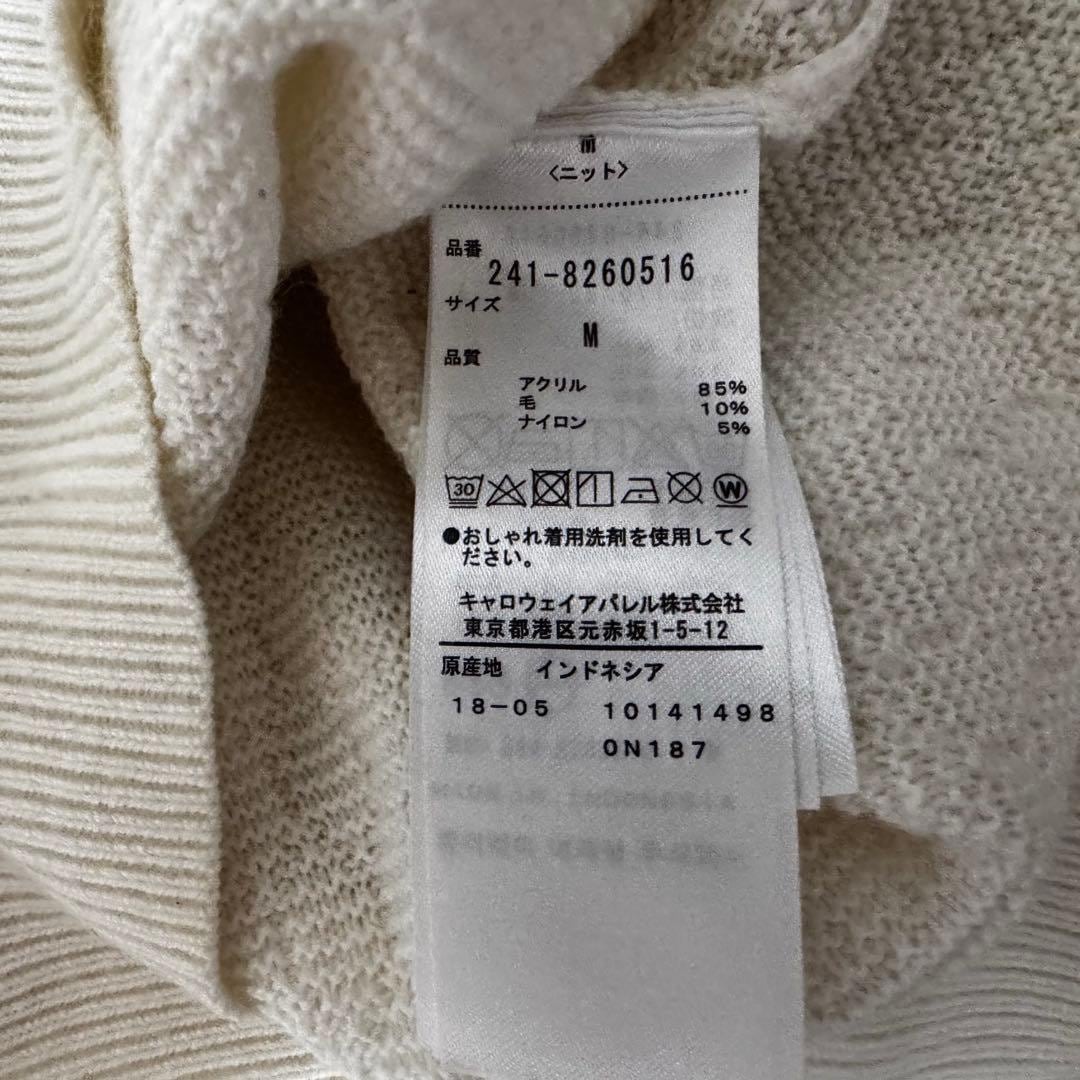 〈ニット〉
品番
241-8260516
サイズ
M
品質
アクリル 85%
毛 10%
ナイロン 5%
30
W
●おしゃれ着用洗剤を使用してく
ださい。
キャロウェイアパレル株式会社
東京都港区元赤坂1-5-12
原産地 インドネシア
18-05 10141498
0N187